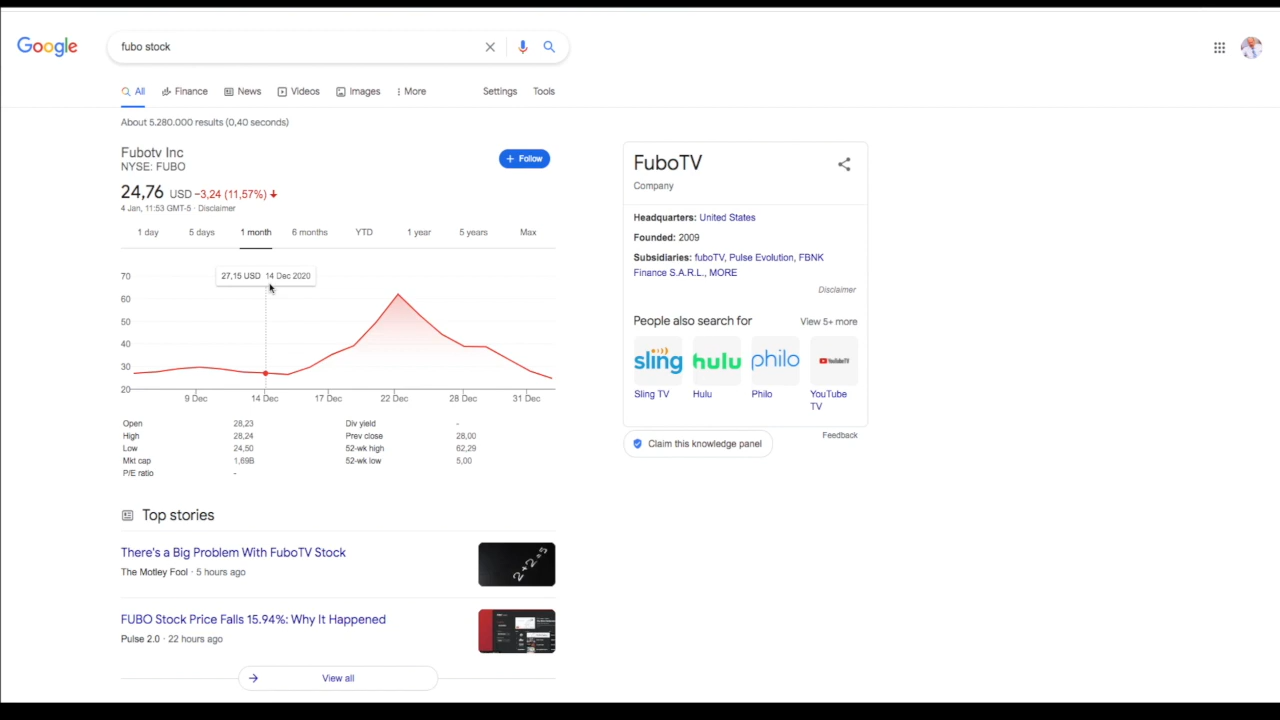 Google
fubo stock
All Finance News Videos Images More Settings Tools
About 5.280.000 results (0,40 seconds)
Fubotv Inc
NYSE: FUBO
+ Follow
24,76 USD −3,24 (11,57%)
4 Jan, 11:53 GMT-5 · Disclaimer
1 day 5 days 1 month 6 months YTD 1 year 5 years Max
27,15 USD 14 Dec 2020
70
60
50
40
30
20
9 Dec 14 Dec 17 Dec 22 Dec 28 Dec 31 Dec
Open 28,23 Div yield -
High 28,24 Prev close 28,00
Low 24,50 52-wk high 62,29
Mkt cap 1,69B 52-wk low 5,00
P/E ratio -
Top stories
There's a Big Problem With FuboTV Stock
The Motley Fool · 5 hours ago
2+2=5
FUBO Stock Price Falls 15.94%: Why It Happened
Pulse 2.0 · 22 hours ago
View all
FuboTV
Company
Headquarters: United States
Founded: 2009
Subsidiaries: fuboTV, Pulse Evolution, FBNK
Finance S.A.R.L., MORE
Disclaimer
People also search for View 5+ more
sling hulu philo YouTubeTV
Sling TV Hulu Philo YouTube
TV
Feedback
Claim this knowledge panel